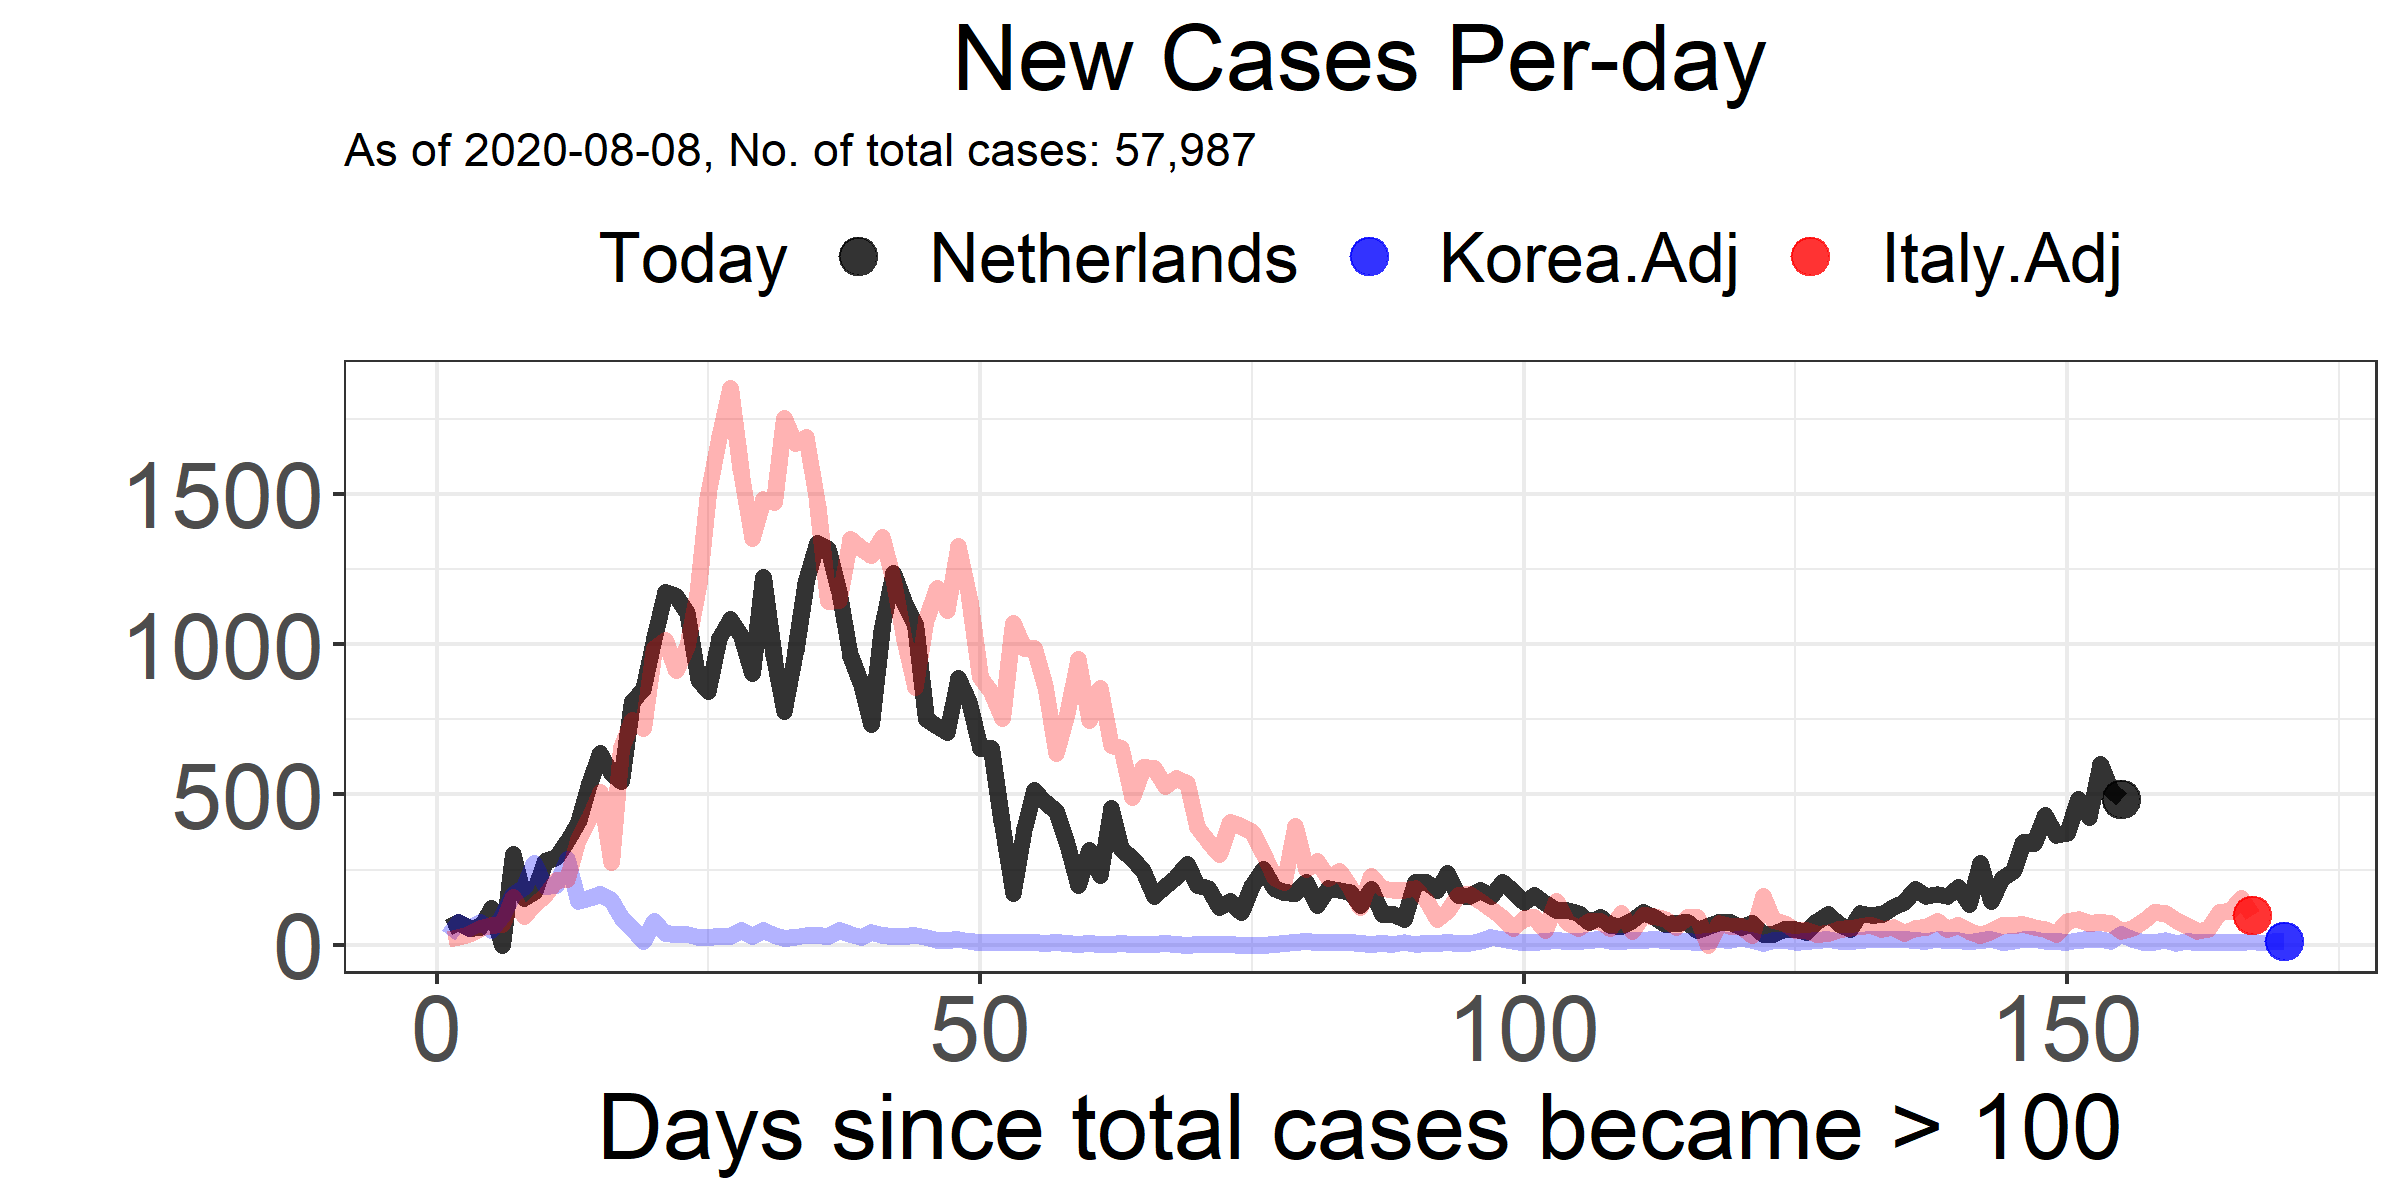 New Cases Per-day
As of 2020-08-08, No. of total cases: 57,987
Today Netherlands Korea.Adj Italy.Adj
1500
1000
500
0
0 50 100 150
Days since total cases became > 100